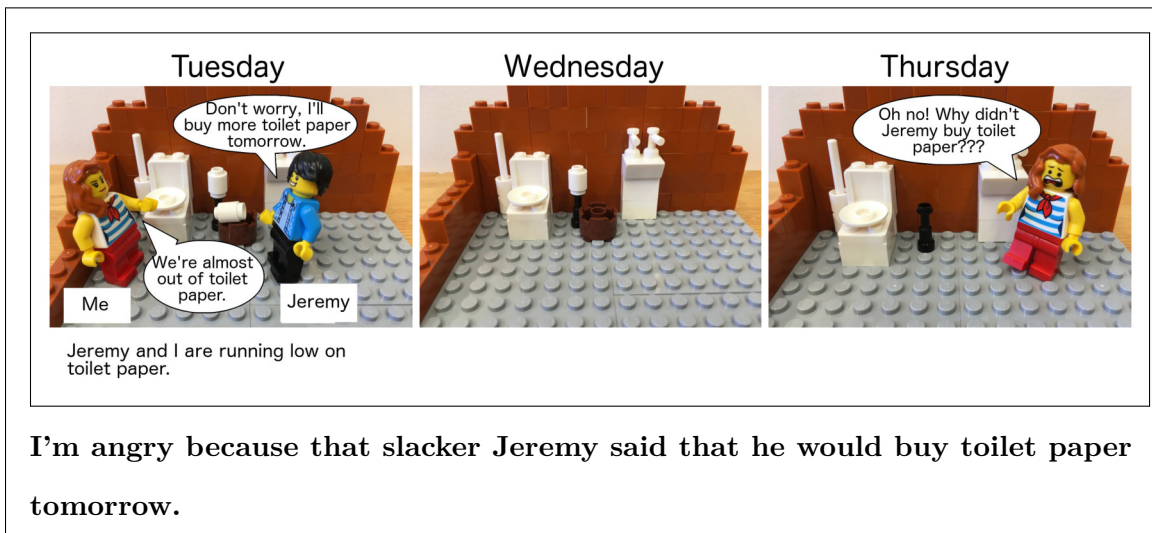 Tuesday
Wednesday
Thursday
Don't worry, I'll
buy more toilet paper
tomorrow.
We're almost
out of toilet
paper.
Me
Jeremy
Oh no! Why didn't
Jeremy buy toilet
paper???
Jeremy and I are running low on
toilet paper.
I'm angry because that slacker Jeremy said that he would buy toilet paper
tomorrow.